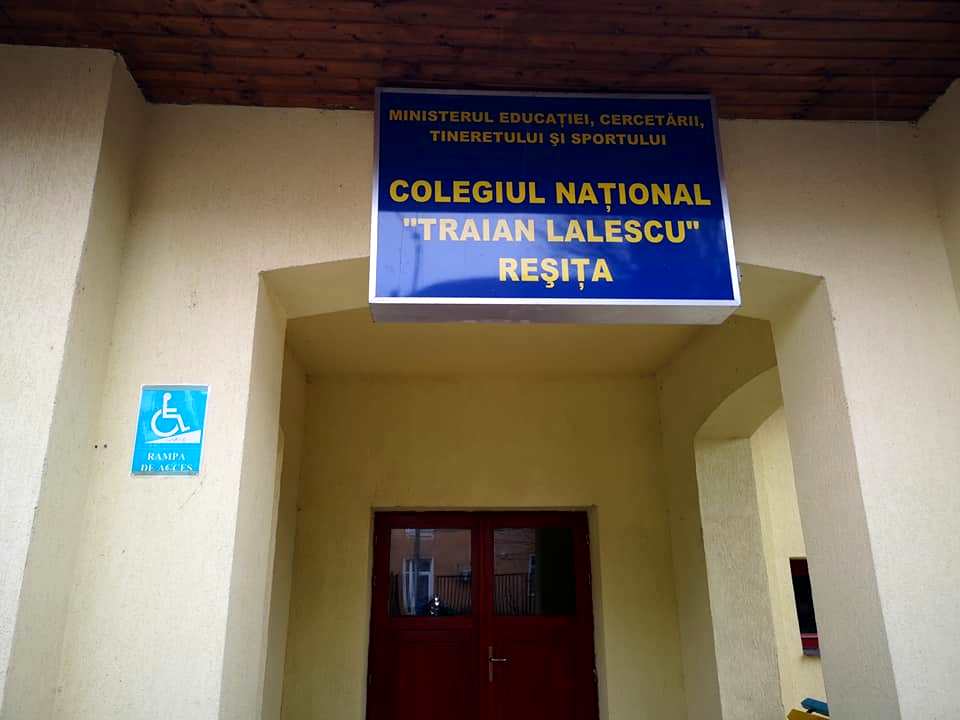 MINISTERUL EDUCAȚIEI, CERCETĂRII,
TINERETULUI ŞI SPORTULUI
COLEGIUL NAȚIONAL
"TRAIAN LALESCU"
REŞIȚA
RAMPA
DE ACCES